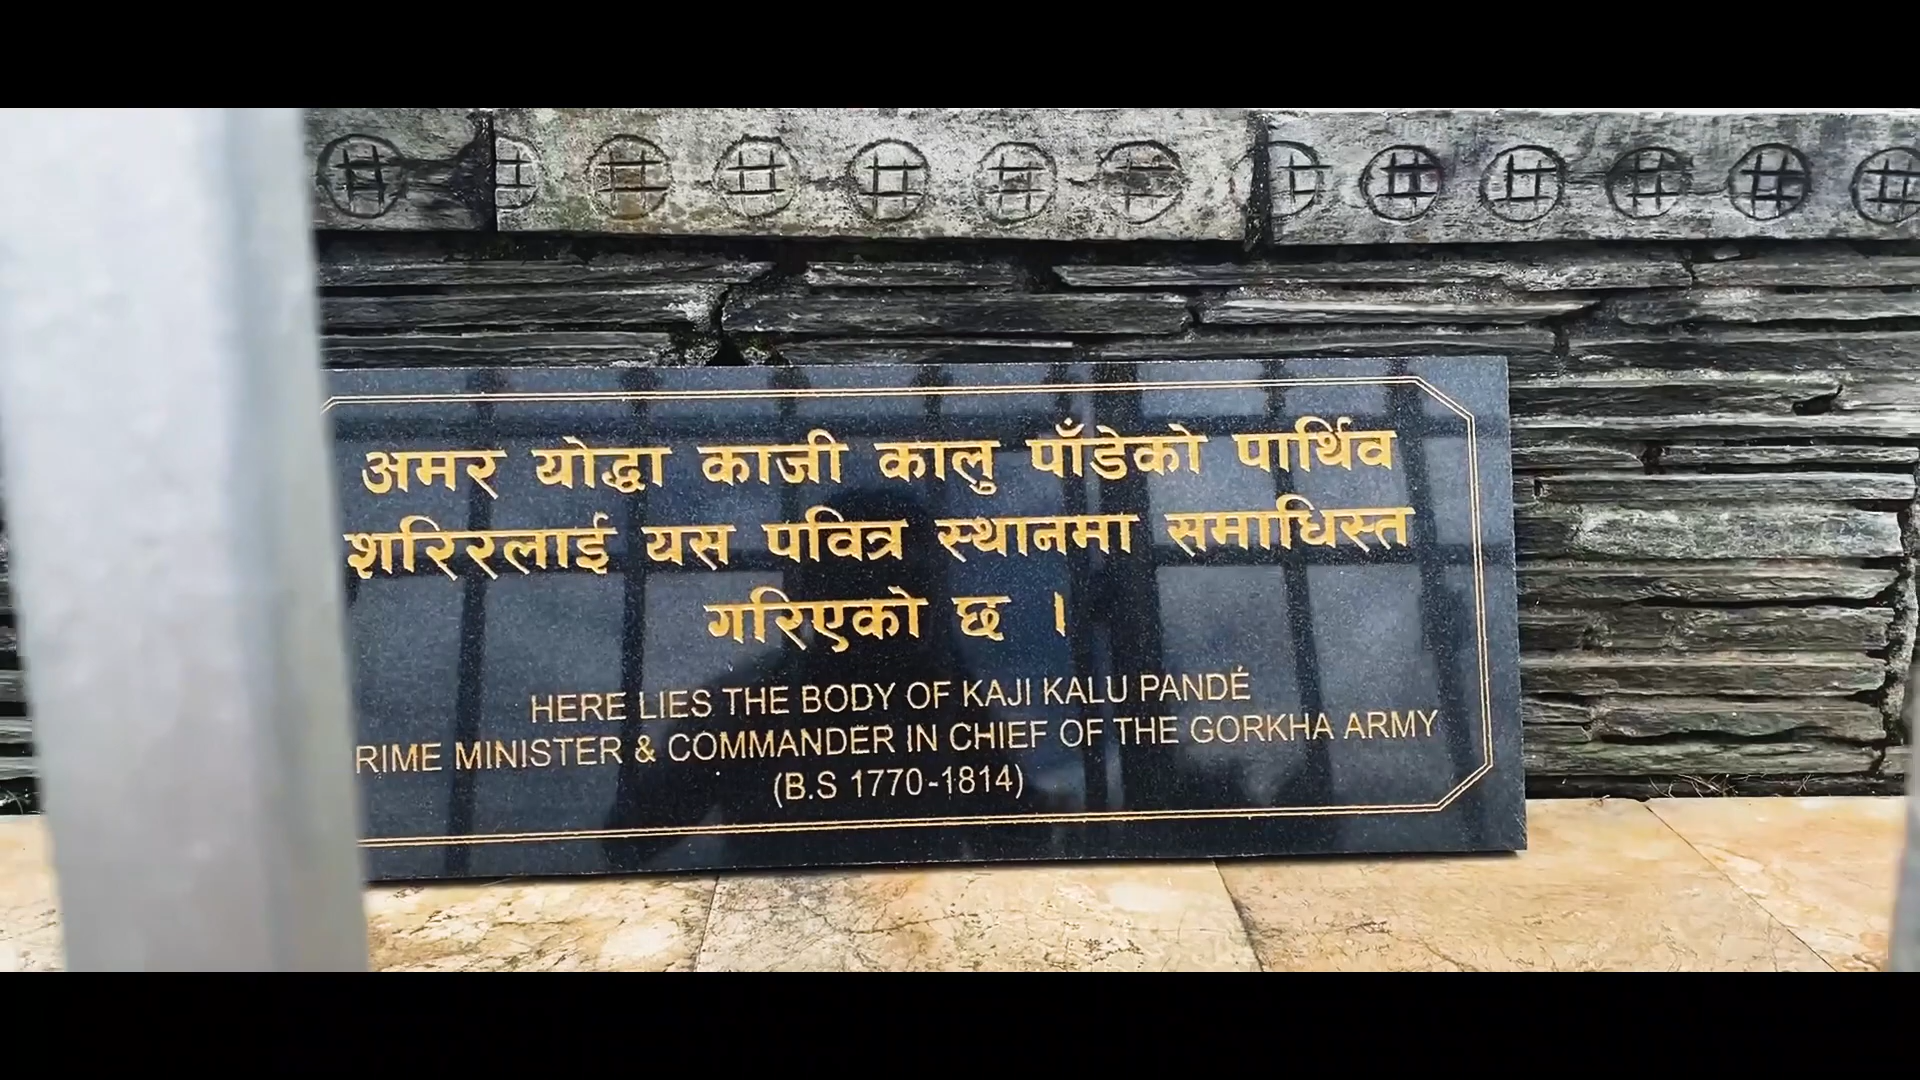 अमर योद्धा काजी कालु पाँडेको पार्थिव
शरिरलाई यस पवित्र स्थानमा समाधिस्त
गरिएको छ ।
HERE LIES THE BODY OF KAJI KALU PANDÉ
RIME MINISTER & COMMANDER IN CHIEF OF THE GORKHA ARMY
(B.S 1770-1814)